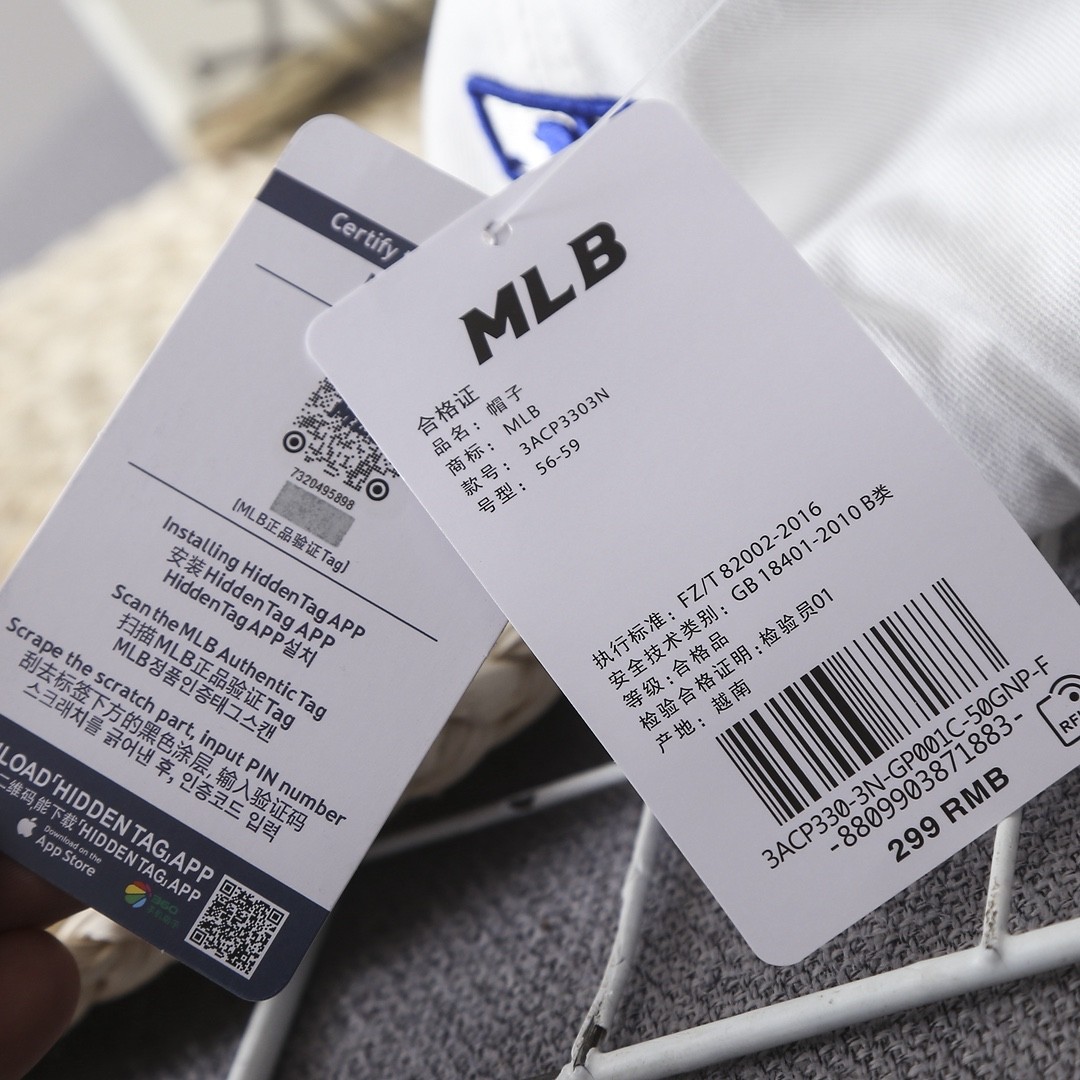 Certify
7320495898
[MLB正品验证Tag]
Installing HiddenTag APP
安装HiddenTag APP
HiddenTag APP설치
Scan the MLB Authentic Tag
扫描MLB正品验证Tag
MLB정품인증태그스캔
Scrape the scratch part, input PIN number
刮去标签下方的黑色涂层, 输入验证码
스크래치를 긁어낸 후, 인증코드 입력
LOAD「HIDDEN TAG」APP
二维码,能下载「HIDDEN TAG」APP
Download on the
App Store
MLB
合格证
品名: 帽子
商标: MLB
款号: 3ACP3303N
号型: 56-59
执行标准: FZ/T 82002-2016
安全技术类别: GB 18401-2010 B类
等级: 合格品
检验合格证明: 检验员01
产地: 越南
3ACP330-3N-GP001C-50GNP-F
-8809903871883-
299 RMB